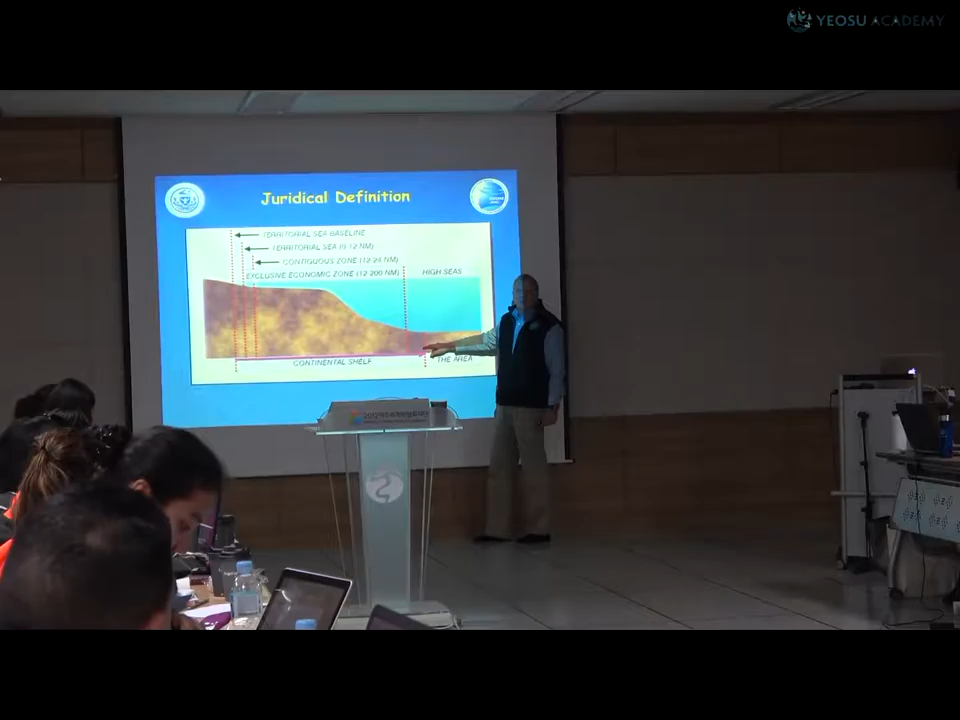 YEOSU ACADEMY
Juridical Definition
TERRITORIAL SEA BASELINE
TERRITORIAL SEA (0-12 NM)
CONTIGUOUS ZONE (12-24 NM)
EXCLUSIVE ECONOMIC ZONE (12-200 NM)
HIGH SEAS
CONTINENTAL SHELF
THE AREA